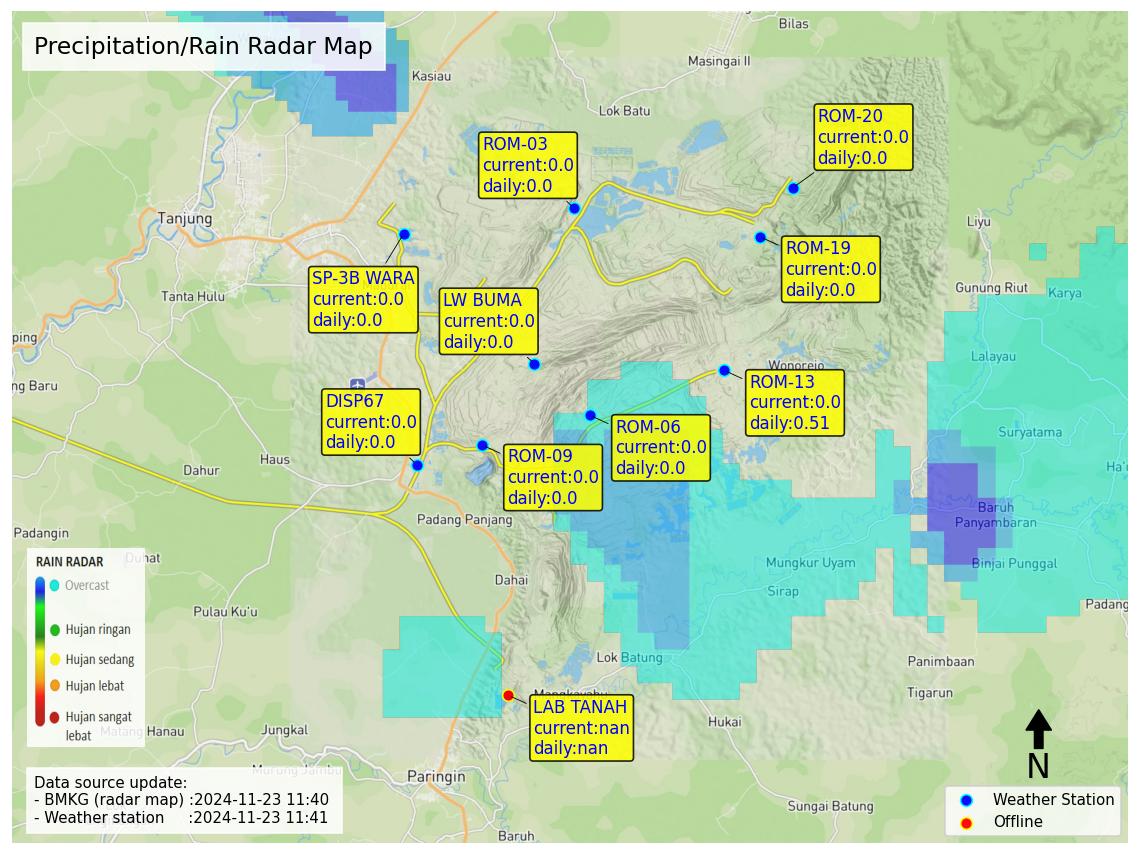 Precipitation/Rain Radar Map
Bilas
Masingai II
Kasiau
Lok Batu
ROM-20
current:0.0
daily:0.0
ROM-03
current:0.0
daily:0.0
Tanjung
Liyu
ROM-19
current:0.0
daily:0.0
SP-3B WARA
current:0.0
daily:0.0
Tanta Hulu
LW BUMA
current:0.0
daily:0.0
Gunung Riut
Karya
ping
Lalayau
ng Baru
Wonorejo
ROM-13
current:0.0
daily:0.51
DISP67
current:0.0
daily:0.0
ROM-06
current:0.0
daily:0.0
Suryatama
Haus
Dahur
ROM-09
current:0.0
daily:0.0
Ha'u
Baruh
Panyambaran
Padang Panjang
Padangin
Duhat
Mungkur Uyam
Binjai Punggal
RAIN RADAR
Overcast
Hujan ringan
Hujan sedang
Hujan lebat
Hujan sangat
lebat
Dahai
Sirap
Padang
Pulau Ku'u
Lok Batung
Panimbaan
Tigarun
Mangkayahu
LAB TANAH
current:nan
daily:nan
Hukai
Matang Hanau
Jungkal
Murung Jambu
Paringin
N
Data source update:
- BMKG (radar map) :2024-11-23 11:40
- Weather station :2024-11-23 11:41
Sungai Batung
Baruh
Weather Station
Offline